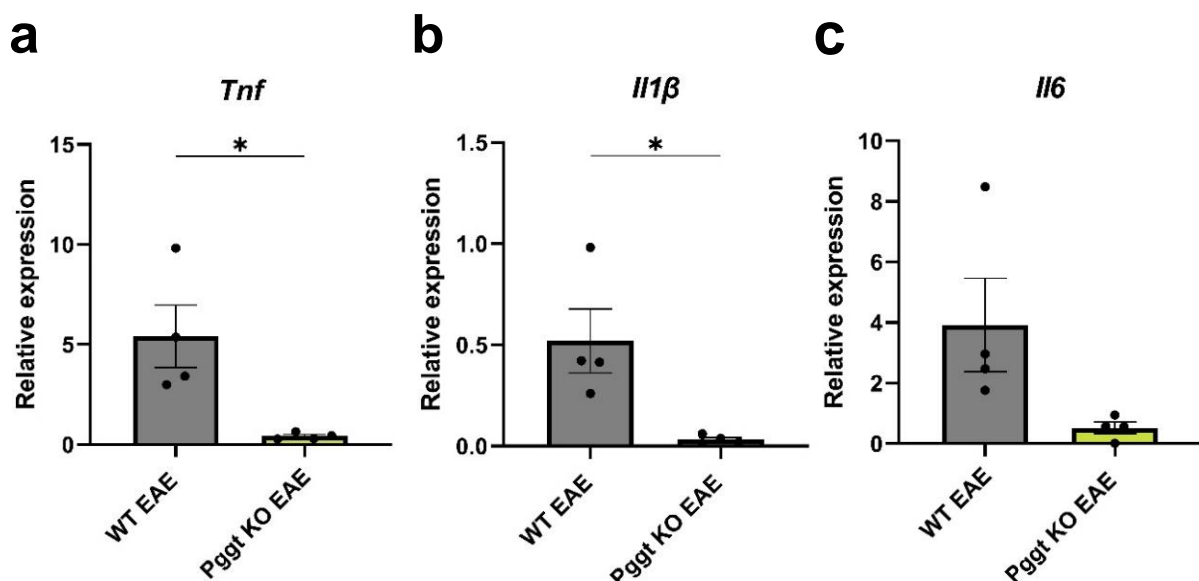 a
b
c
Tnf
Il1β
Il6
Relative expression
15
10
5
0
*
WT EAE
Pggt KO EAE
Relative expression
1.5
1.0
0.5
0.0
*
WT EAE
Pggt KO EAE
Relative expression
10
8
6
4
2
0
WT EAE
Pggt KO EAE